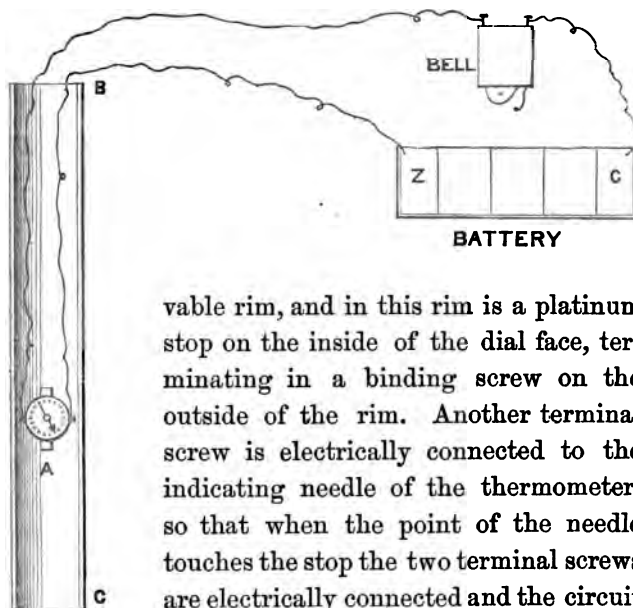 B
BELL
Z
C
BATTERY
vable rim, and in this rim is a platinum
stop on the inside of the dial face, ter-
minating in a binding screw on the
outside of the rim. Another termina
screw is electrically connected to the
indicating needle of the thermometer
so that when the point of the needle
touches the stop the two terminal screws
are electrically connected and the circui
A
C